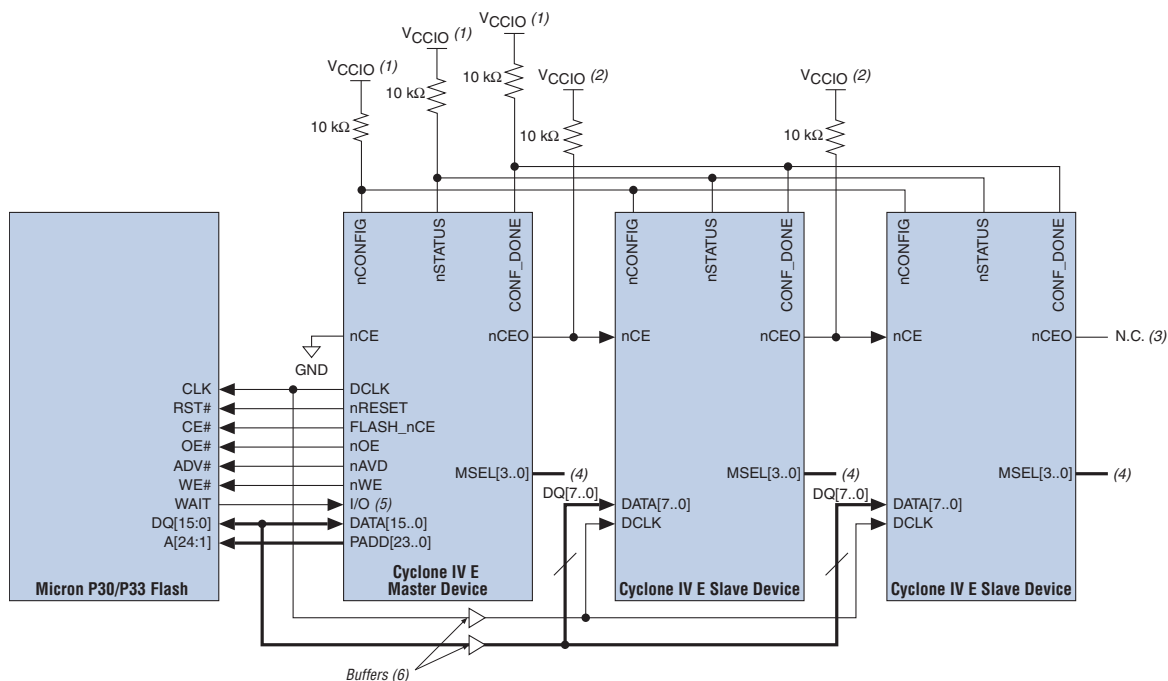 VCCIO (1)
VCCIO (1)
VCCIO (1)
VCCIO (2)
VCCIO (2)
10 kΩ
10 kΩ
10 kΩ
10 kΩ
10 kΩ
nCONFIG
nSTATUS
CONF_DONE
nCONFIG
nSTATUS
CONF_DONE
nCONFIG
nSTATUS
CONF_DONE
nCE
nCEO
nCE
nCEO
nCE
nCEO
N.C. (3)
GND
CLK
RST#
CE#
OE#
ADV#
WE#
WAIT
DQ[15:0]
A[24:1]
Micron P30/P33 Flash
DCLK
nRESET
FLASH_nCE
nOE
nAVD
nWE
I/O (5)
DATA[15..0]
PADD[23..0]
MSEL[3..0]
(4)
Cyclone IV E
Master Device
DQ[7..0]
MSEL[3..0]
(4)
DATA[7..0]
DCLK
Cyclone IV E Slave Device
DQ[7..0]
MSEL[3..0]
(4)
DATA[7..0]
DCLK
Cyclone IV E Slave Device
Buffers (6)